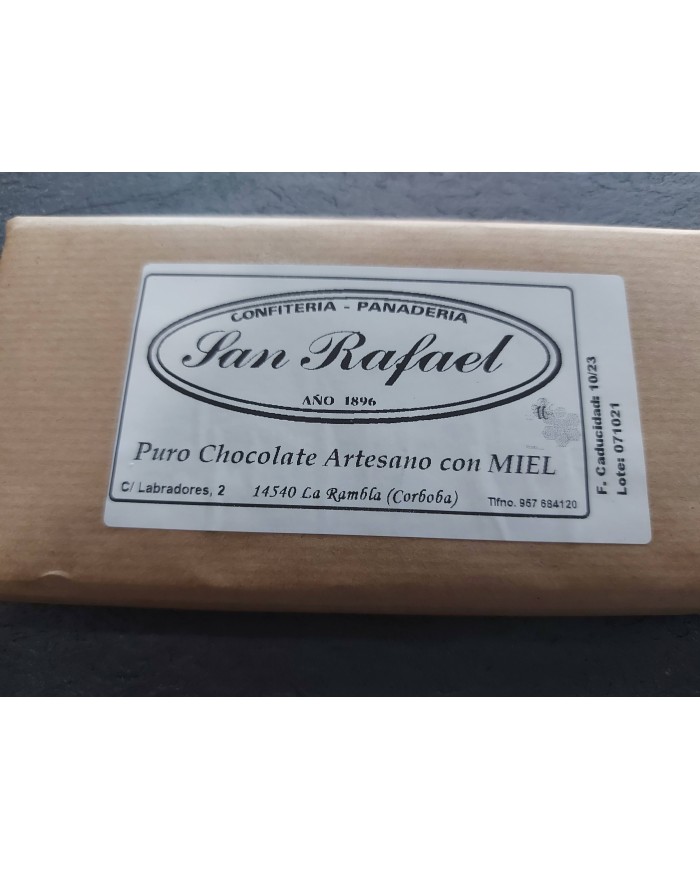 CONFITERIA - PANADERIA
San Rafael
AÑO 1896
Puro Chocolate Artesano con MIEL
C/ Labradores, 2
14540 La Rambla (Corboba)
Tlfno. 957 684120
F. Caducidad: 10/23
Lote: 071021